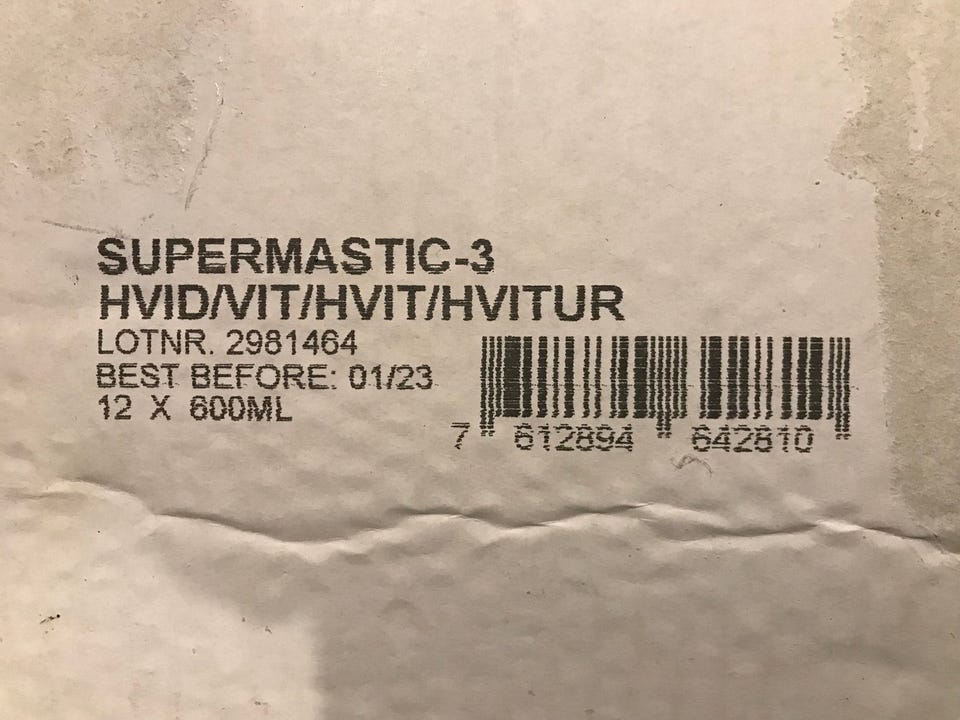 SUPERMASTIC-3
HVID/VIT/HVIT/HVITUR
LOTNR. 2981464
BEST BEFORE: 01/23
12 X 600ML
7 612894 642810